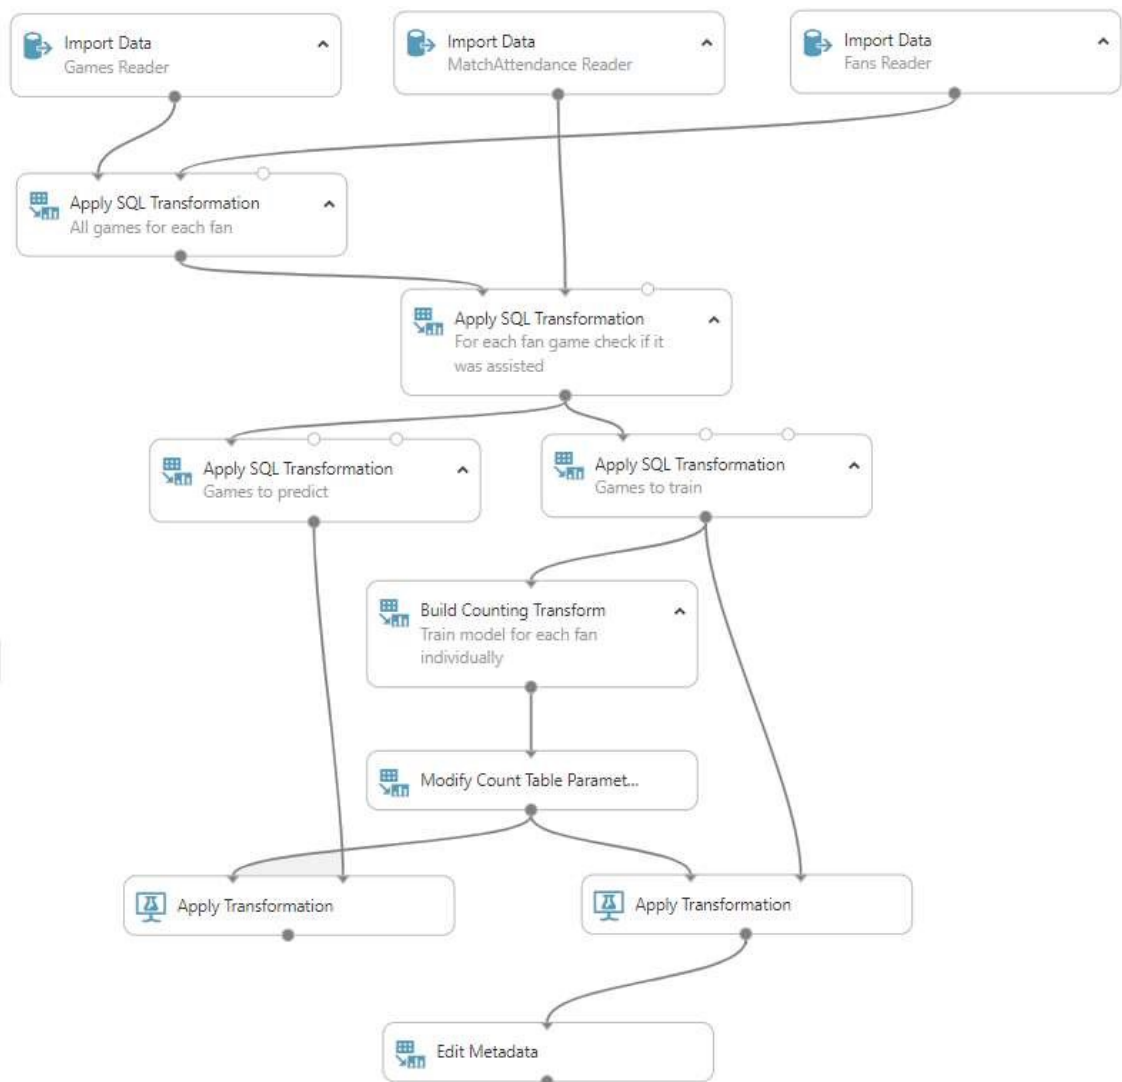 Import Data
Games Reader
Import Data
MatchAttendance Reader
Import Data
Fans Reader
Apply SQL Transformation
All games for each fan
Apply SQL Transformation
For each fan game check if it
was assisted
Apply SQL Transformation
Games to predict
Apply SQL Transformation
Games to train
Build Counting Transform
Train model for each fan
individually
Modify Count Table Paramet...
Apply Transformation
Apply Transformation
Edit Metadata